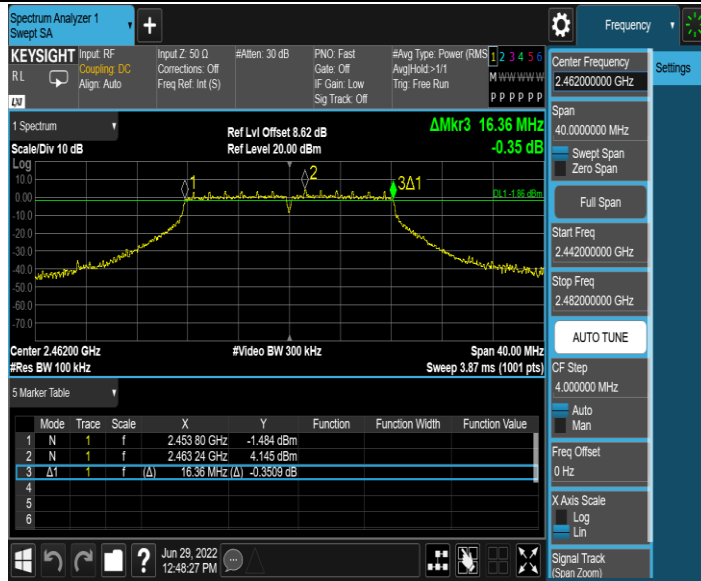 Spectrum Analyzer 1
Swept SA
+
Frequency
KEYSIGHT
RL
LXI
Input: RF
Coupling: DC
Align: Auto
Input Z: 50 Ω
Corrections: Off
Freq Ref: Int (S)
#Atten: 30 dB
PNO: Fast
Gate: Off
IF Gain: Low
Sig Track: Off
#Avg Type: Power (RMS
Avg|Hold:>1/1
Trig: Free Run
1 2 3 4 5 6
M W W W W W
P P P P P P
1 Spectrum
Scale/Div 10 dB
Ref Lvl Offset 8.62 dB
Ref Level 20.00 dBm
ΔMkr3 16.36 MHz
-0.35 dB
Log
10.0
0.00
-10.0
-20.0
-30.0
-40.0
-50.0
-60.0
-70.0
1
2
3Δ1
DL1 -1.86 dBm
Center 2.46200 GHz
#Res BW 100 kHz
#Video BW 300 kHz
Span 40.00 MHz
Sweep 3.87 ms (1001 pts)
5 Marker Table
Mode Trace Scale X Y Function Function Width Function Value
1 N 1 f 2.453 80 GHz -1.484 dBm
2 N 1 f 2.463 24 GHz 4.145 dBm
3 Δ1 1 f (Δ) 16.36 MHz (Δ) -0.3509 dB
4
5
6
?
Jun 29, 2022
12:48:27 PM
Center Frequency
2.462000000 GHz
Span
40.0000000 MHz
Swept Span
Zero Span
Full Span
Start Freq
2.442000000 GHz
Stop Freq
2.482000000 GHz
AUTO TUNE
CF Step
4.000000 MHz
Auto
Man
Freq Offset
0 Hz
X Axis Scale
Log
Lin
Signal Track
(Span Zoom)
Settings